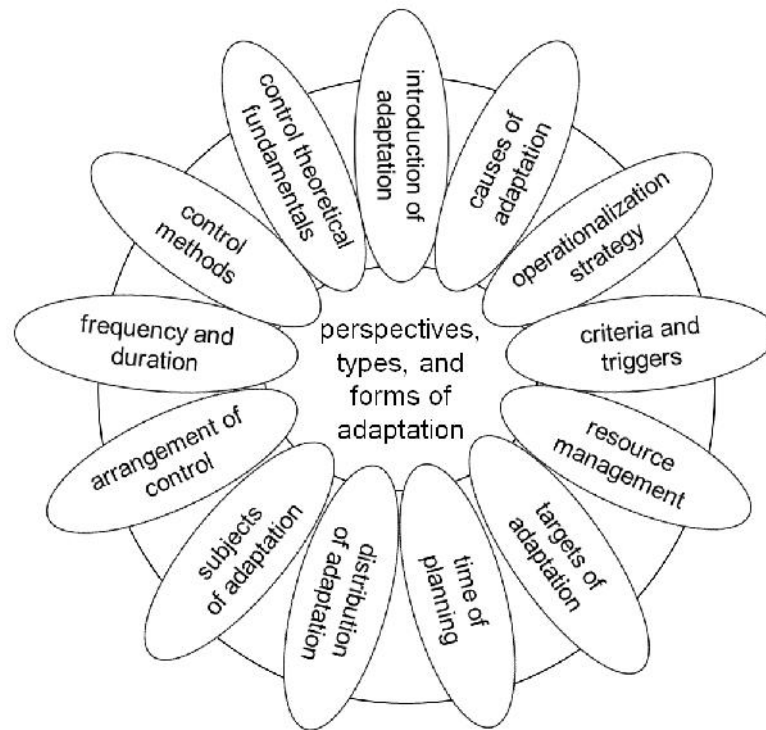 introduction of
adaptation
causes of
adaptation
operationalization
strategy
criteria and
triggers
resource
management
targets of
adaptation
time of
planning
distribution
of adaptation
subjects
of adaptation
arrangement of
control
frequency and
duration
control
methods
control theoretical
fundamentals
perspectives,
types, and
forms of
adaptation